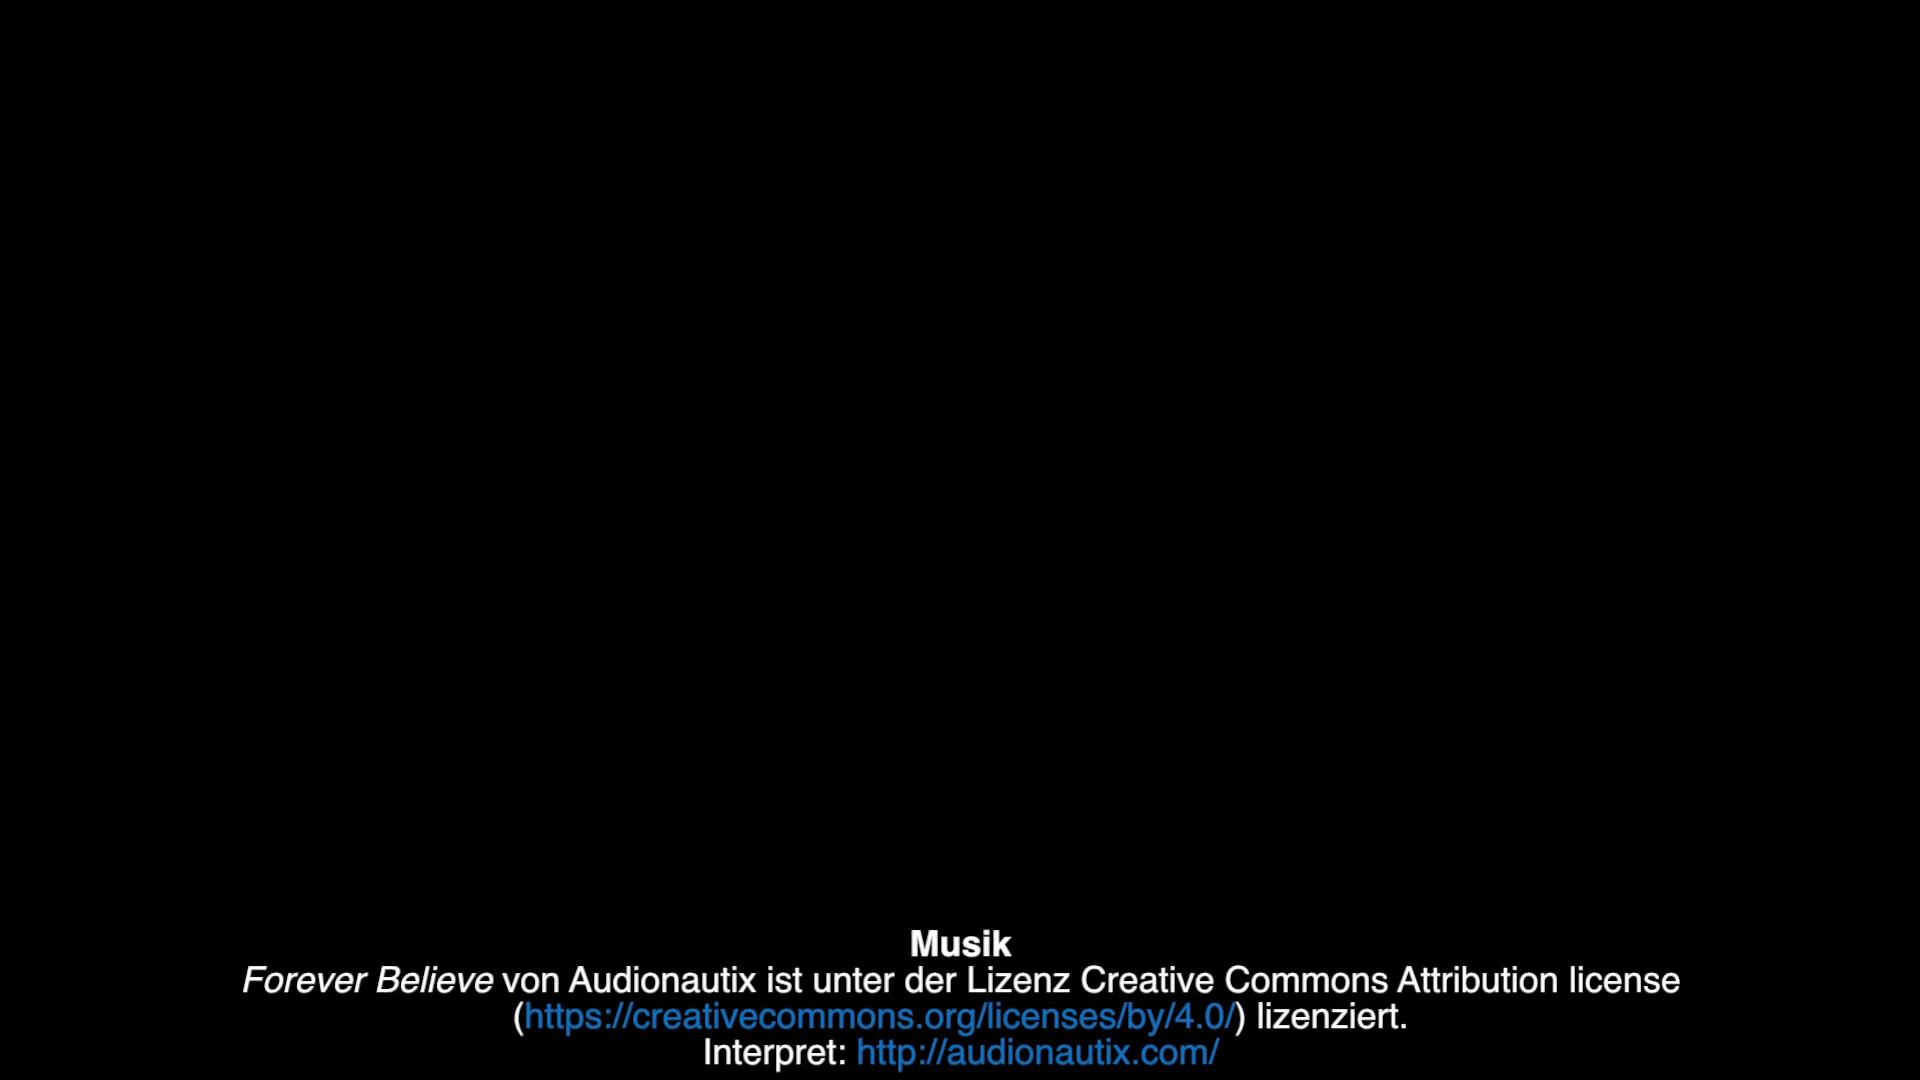 Musik
Forever Believe von Audionautix ist unter der Lizenz Creative Commons Attribution license
(https://creativecommons.org/licenses/by/4.0/) lizenziert.
Interpret: http://audionautix.com/